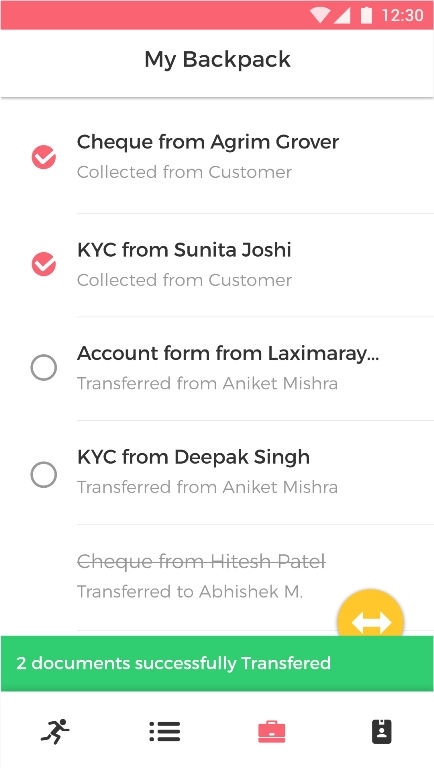 12:30
My Backpack
Cheque from Agrim Grover
Collected from Customer
KYC from Sunita Joshi
Collected from Customer
Account form from Laximaray...
Transferred from Aniket Mishra
KYC from Deepak Singh
Transferred from Aniket Mishra
Cheque from Hitesh Patel
Transferred to Abhishek M.
2 documents successfully Transfered